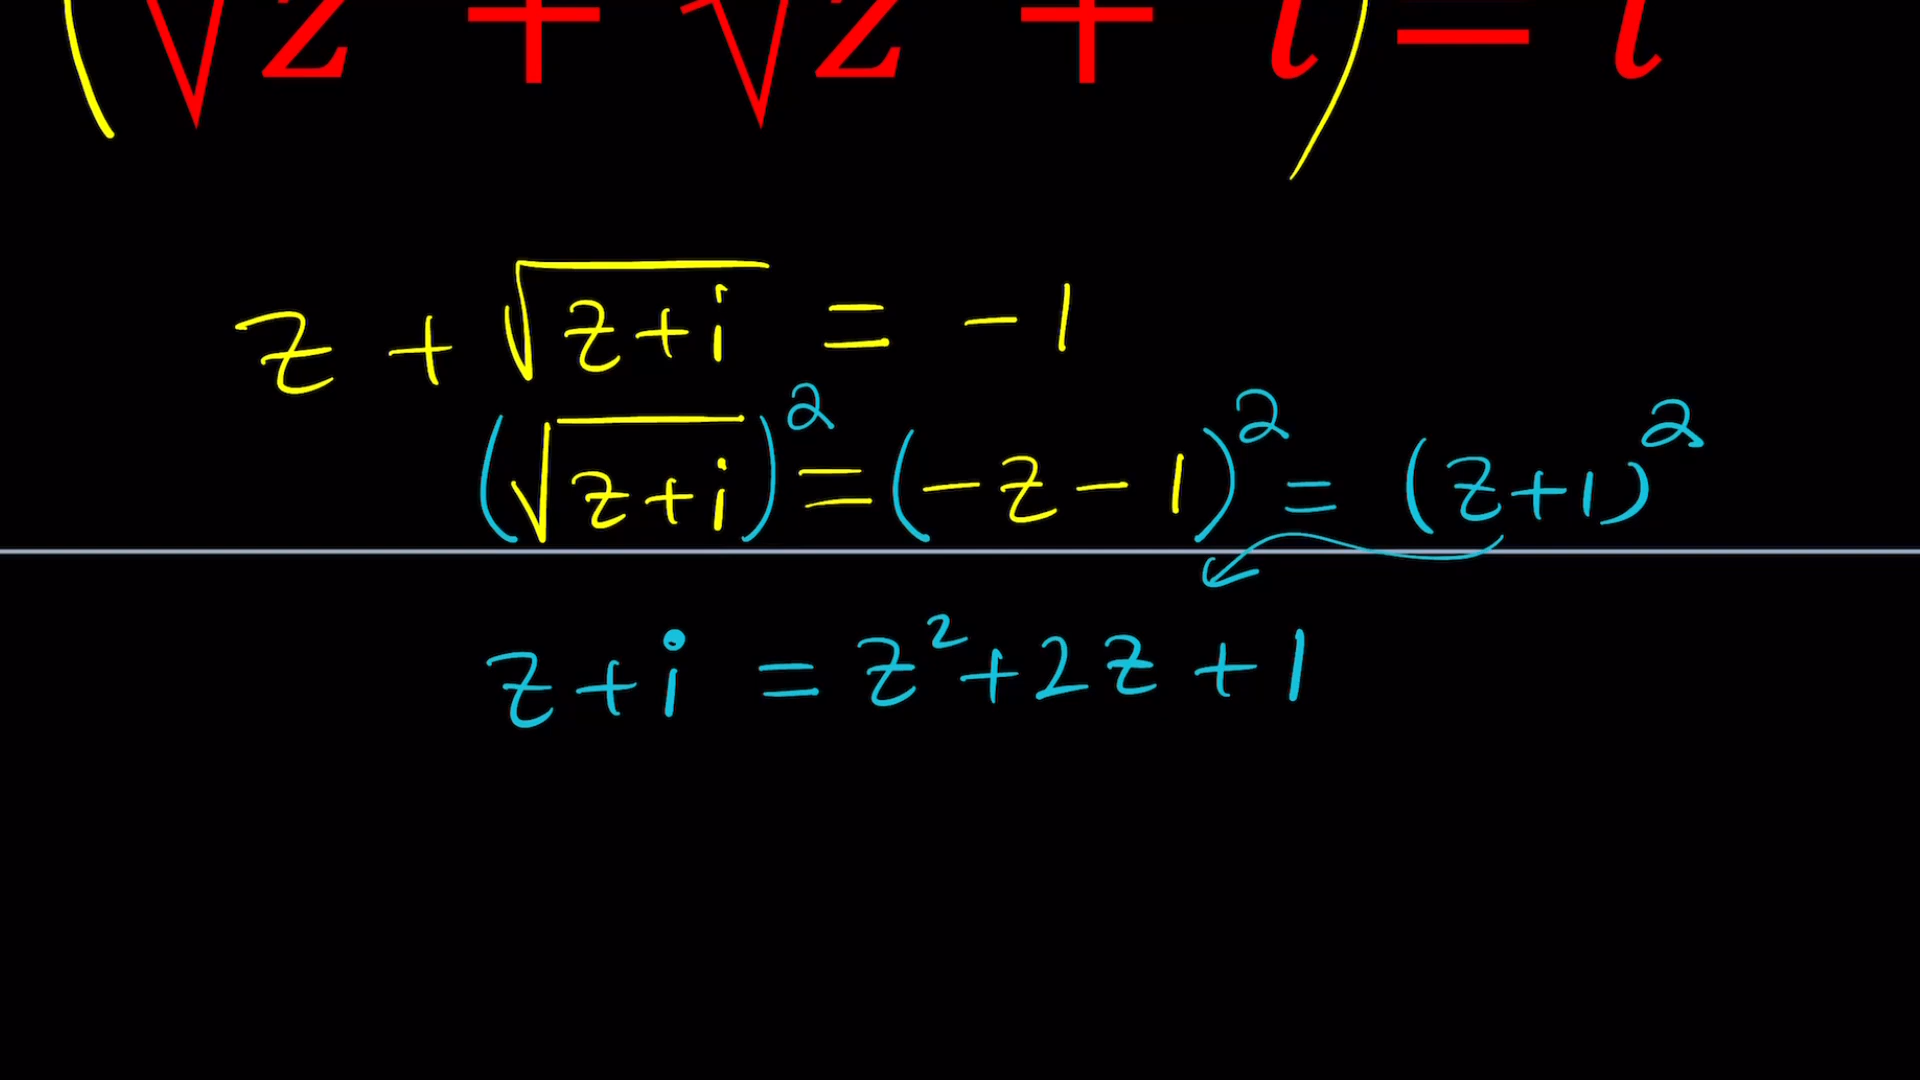 (√z + √z + i) = i
z + √z+i = -1
(√z+i)² = (-z-1)² = (z+1)²
z+i = z²+2z+1